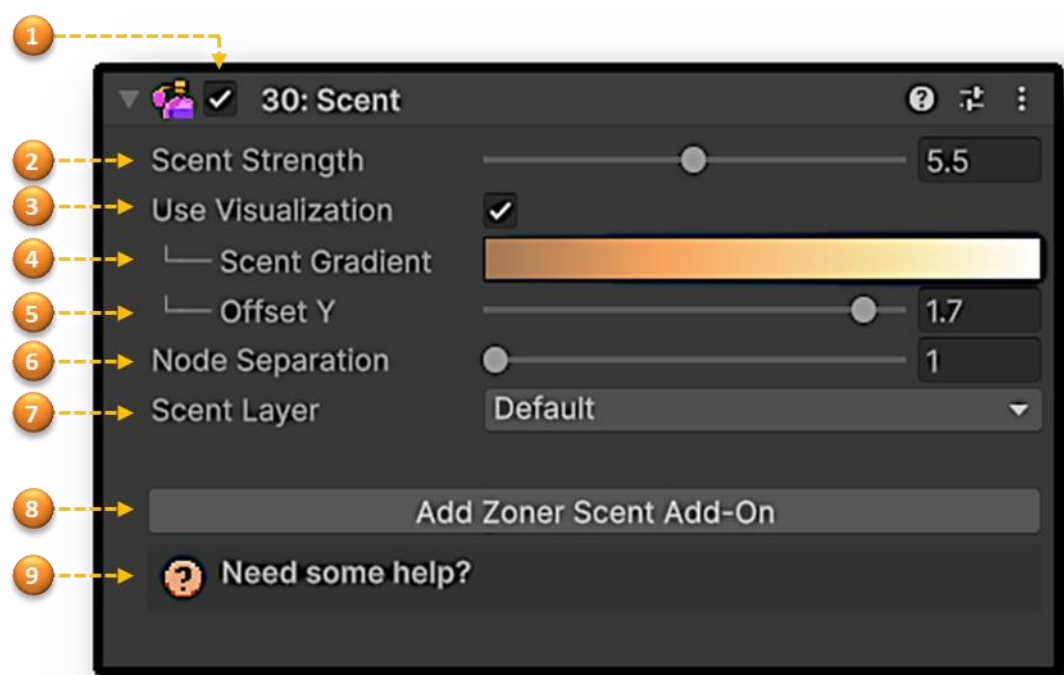 1
30: Scent
2 Scent Strength 5.5
3 Use Visualization
4 Scent Gradient
5 Offset Y 1.7
6 Node Separation 1
7 Scent Layer Default
8 Add Zoner Scent Add-On
9 Need some help?